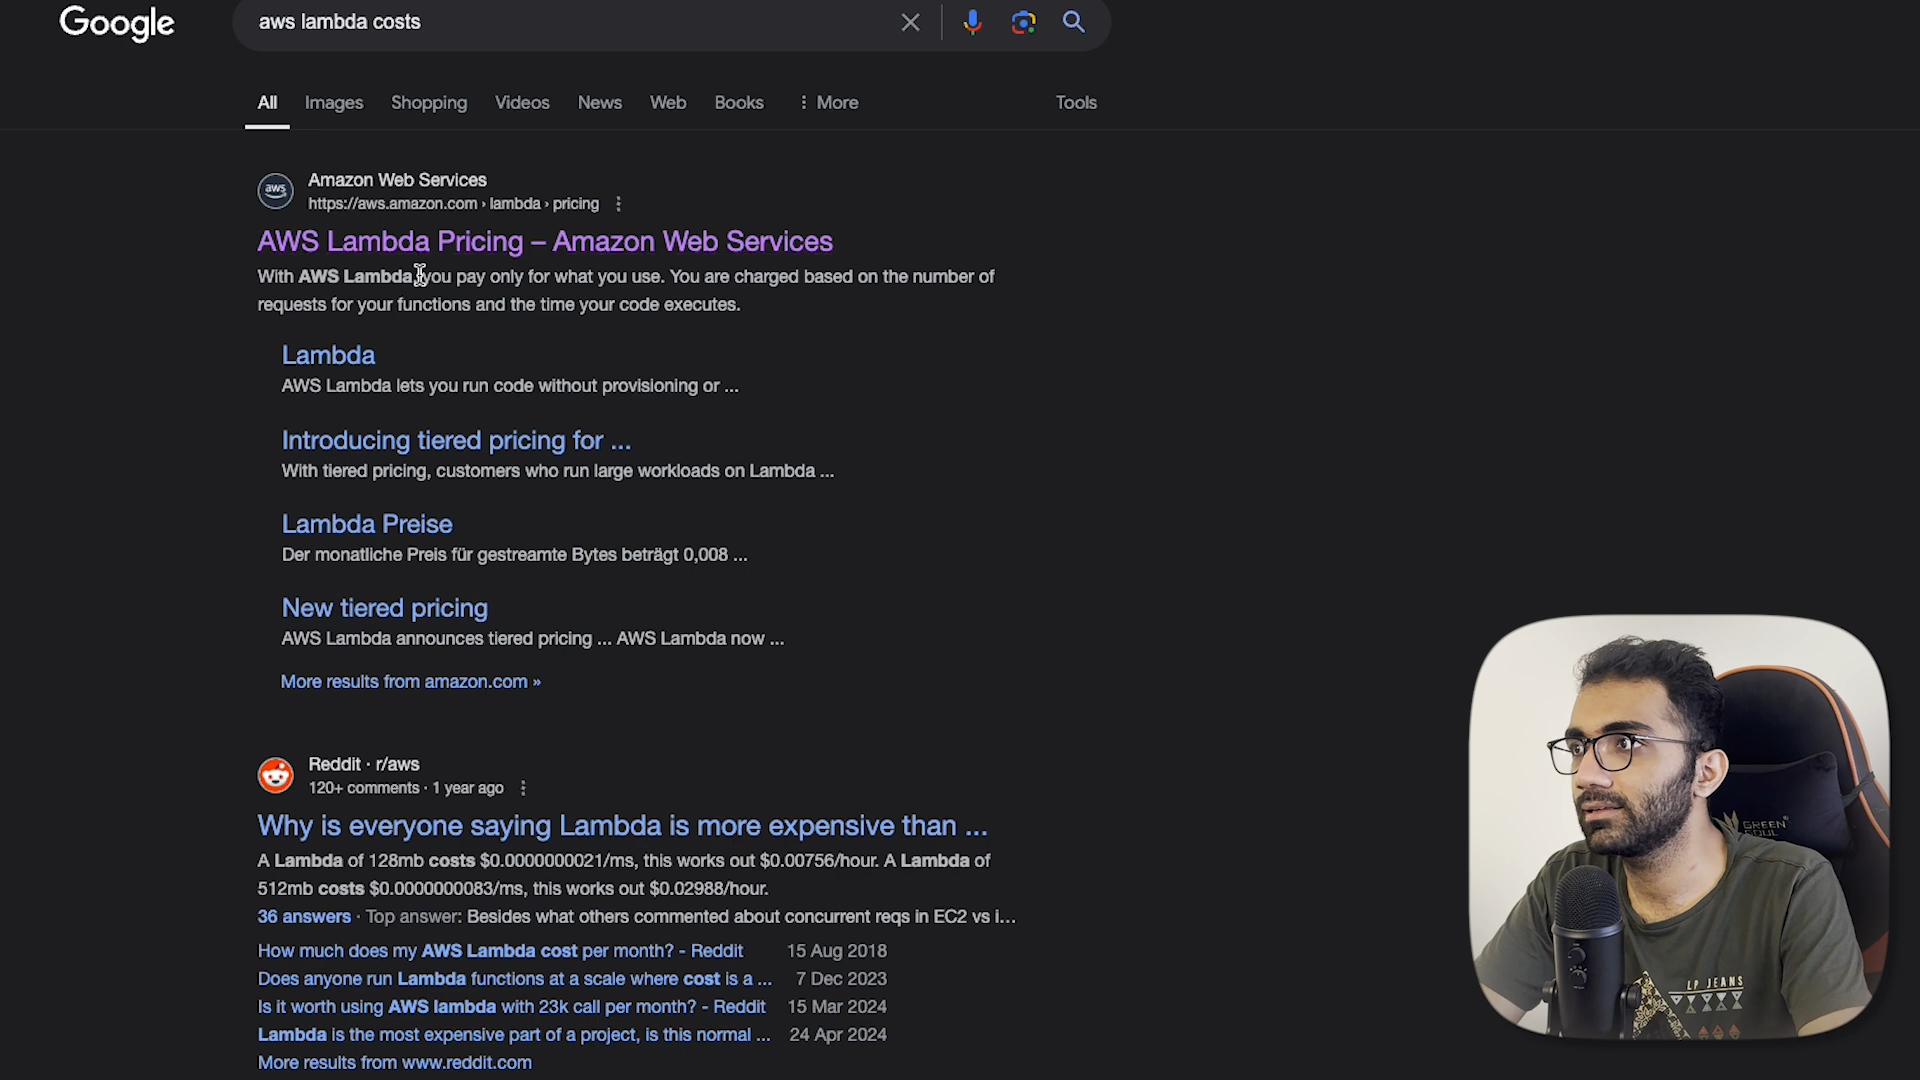 Google
aws lambda costs
All Images Shopping Videos News Web Books More Tools
aws
Amazon Web Services
https://aws.amazon.com › lambda › pricing
AWS Lambda Pricing – Amazon Web Services
With AWS Lambda, you pay only for what you use. You are charged based on the number of
requests for your functions and the time your code executes.
Lambda
AWS Lambda lets you run code without provisioning or ...
Introducing tiered pricing for ...
With tiered pricing, customers who run large workloads on Lambda ...
Lambda Preise
Der monatliche Preis für gestreamte Bytes beträgt 0,008 ...
New tiered pricing
AWS Lambda announces tiered pricing ... AWS Lambda now ...
More results from amazon.com »
Reddit · r/aws
120+ comments · 1 year ago
Why is everyone saying Lambda is more expensive than ...
A Lambda of 128mb costs $0.0000000021/ms, this works out $0.00756/hour. A Lambda of
512mb costs $0.0000000083/ms, this works out $0.02988/hour.
36 answers · Top answer: Besides what others commented about concurrent reqs in EC2 vs i...
How much does my AWS Lambda cost per month? - Reddit 15 Aug 2018
Does anyone run Lambda functions at a scale where cost is a ... 7 Dec 2023
Is it worth using AWS lambda with 23k call per month? - Reddit 15 Mar 2024
Lambda is the most expensive part of a project, is this normal ... 24 Apr 2024
More results from www.reddit.com
GREEN
SOUL
LP JEANS